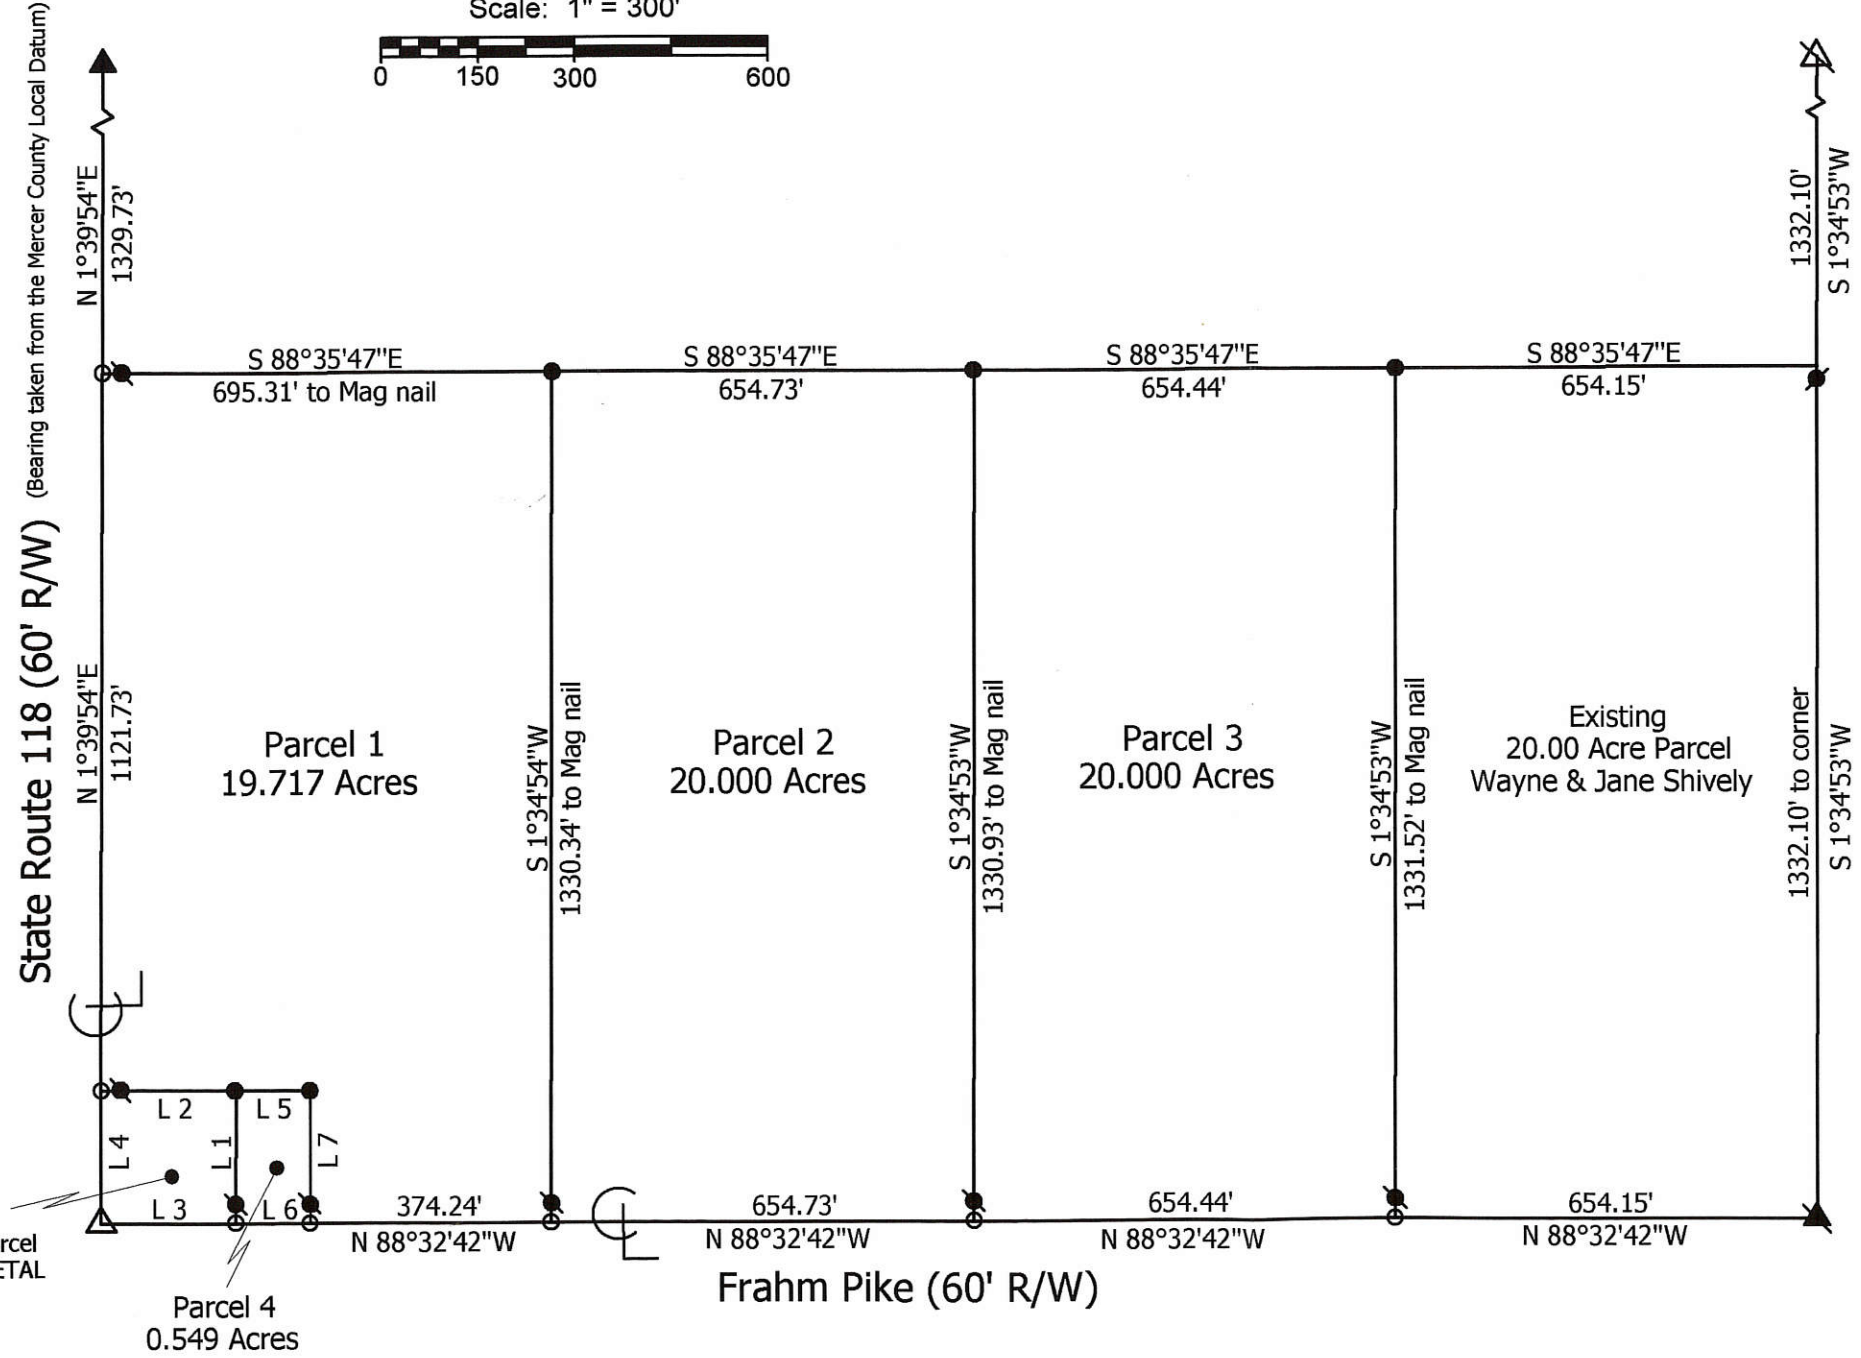 Scale: 1" = 300'
0 150 300 600
(Bearing taken from the Mercer County Local Datum)
State Route 118 (60' R/W)
N 1°39'54"E
1329.73'
1332.10'
S 1°34'53"W
S 88°35'47"E
695.31' to Mag nail
S 88°35'47"E
654.73'
S 88°35'47"E
654.44'
S 88°35'47"E
654.15'
N 1°39'54"E
1121.73'
Parcel 1
19.717 Acres
S 1°34'54"W
1330.34' to Mag nail
Parcel 2
20.000 Acres
S 1°34'53"W
1330.93' to Mag nail
Parcel 3
20.000 Acres
S 1°34'53"W
1331.52' to Mag nail
Existing
20.00 Acre Parcel
Wayne & Jane Shively
1332.10' to corner
S 1°34'53"W
L 2
L 5
L 4
L 1
L 7
L 3
L 6
374.24'
N 88°32'42"W
654.73'
N 88°32'42"W
654.44'
N 88°32'42"W
654.15'
N 88°32'42"W
Frahm Pike (60' R/W)
rcel
ETAL
Parcel 4
0.549 Acres